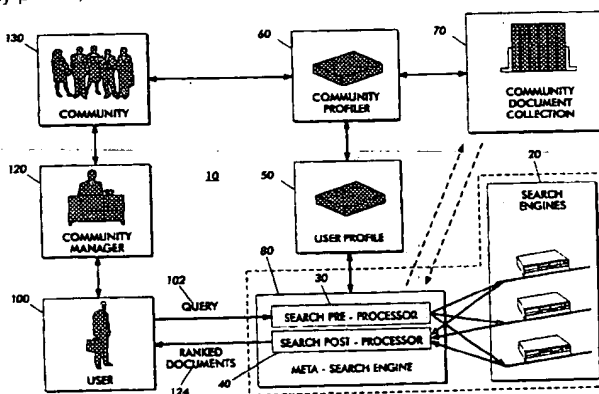 130
60
70
COMMUNITY
COMMUNITY
PROFILER
COMMUNITY
DOCUMENT
COLLECTION
120
10
50
20
COMMUNITY
MANAGER
USER PROFILE
SEARCH
ENGINES
80
30
100
102
QUERY
SEARCH PRE - PROCESSOR
SEARCH POST - PROCESSOR
META - SEARCH ENGINE
USER
RANKED
DOCUMENTS
124
40